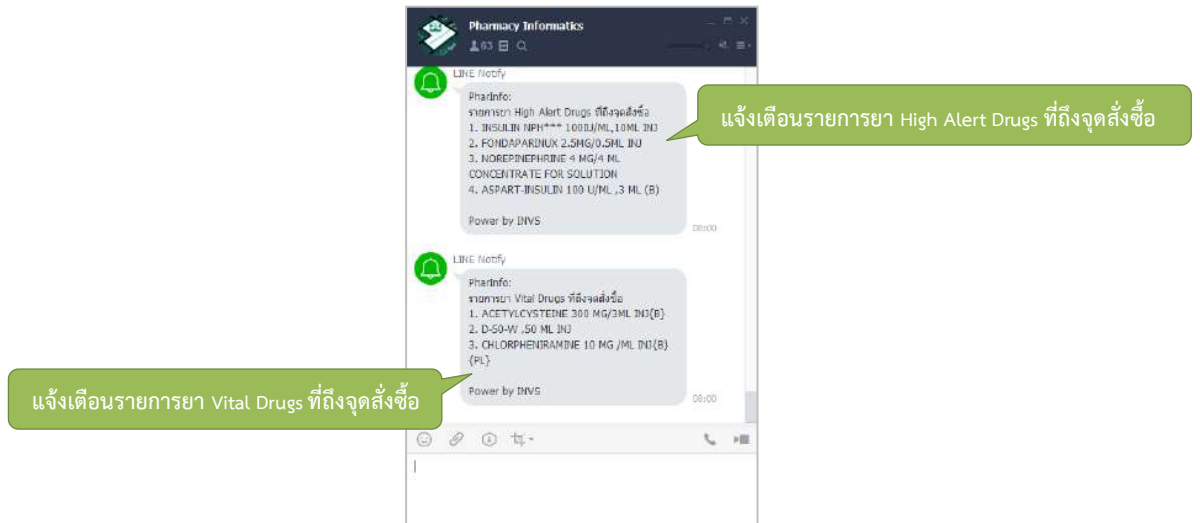 Pharmacy Informatics
63
LINE Notify
PharInfo:
รายการยา High Alert Drugs ที่ถึงจุดสั่งซื้อ
1. INSULIN NPH*** 100IU/ML,10ML INJ
2. FONDAPARINUX 2.5MG/0.5ML INJ
3. NOREPINEPHRINE 4 MG/4 ML
CONCENTRATE FOR SOLUTION
4. ASPART-INSULIN 100 U/ML ,3 ML (B)
Power by INVS
08:00
แจ้งเตือนรายการยา High Alert Drugs ที่ถึงจุดสั่งซื้อ
LINE Notify
PharInfo:
รายการยา Vital Drugs ที่ถึงจุดสั่งซื้อ
1. ACETYLCYSTEINE 300 MG/3ML INJ{B}
2. D-50-W ,50 ML INJ
3. CHLORPHENIRAMINE 10 MG /ML INJ{B}
{PL}
Power by INVS
08:00
แจ้งเตือนรายการยา Vital Drugs ที่ถึงจุดสั่งซื้อ